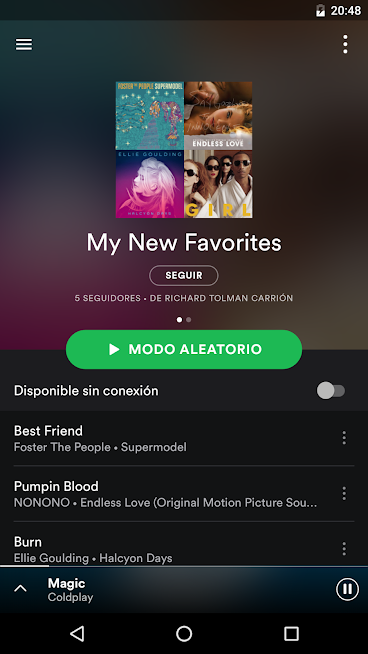 20:48
FOSTER THE PEOPLE SUPERMODEL
ENDLESS LOVE
ELLIE GOULDING
HALCYON DAYS
GIRL
My New Favorites
SEGUIR
5 SEGUIDORES • DE RICHARD TOLMAN CARRIÓN
MODO ALEATORIO
Disponible sin conexión
Best Friend
Foster The People • Supermodel
Pumpin Blood
NONONO • Endless Love (Original Motion Picture Sou...
Burn
Ellie Goulding • Halcyon Days
Magic
Coldplay